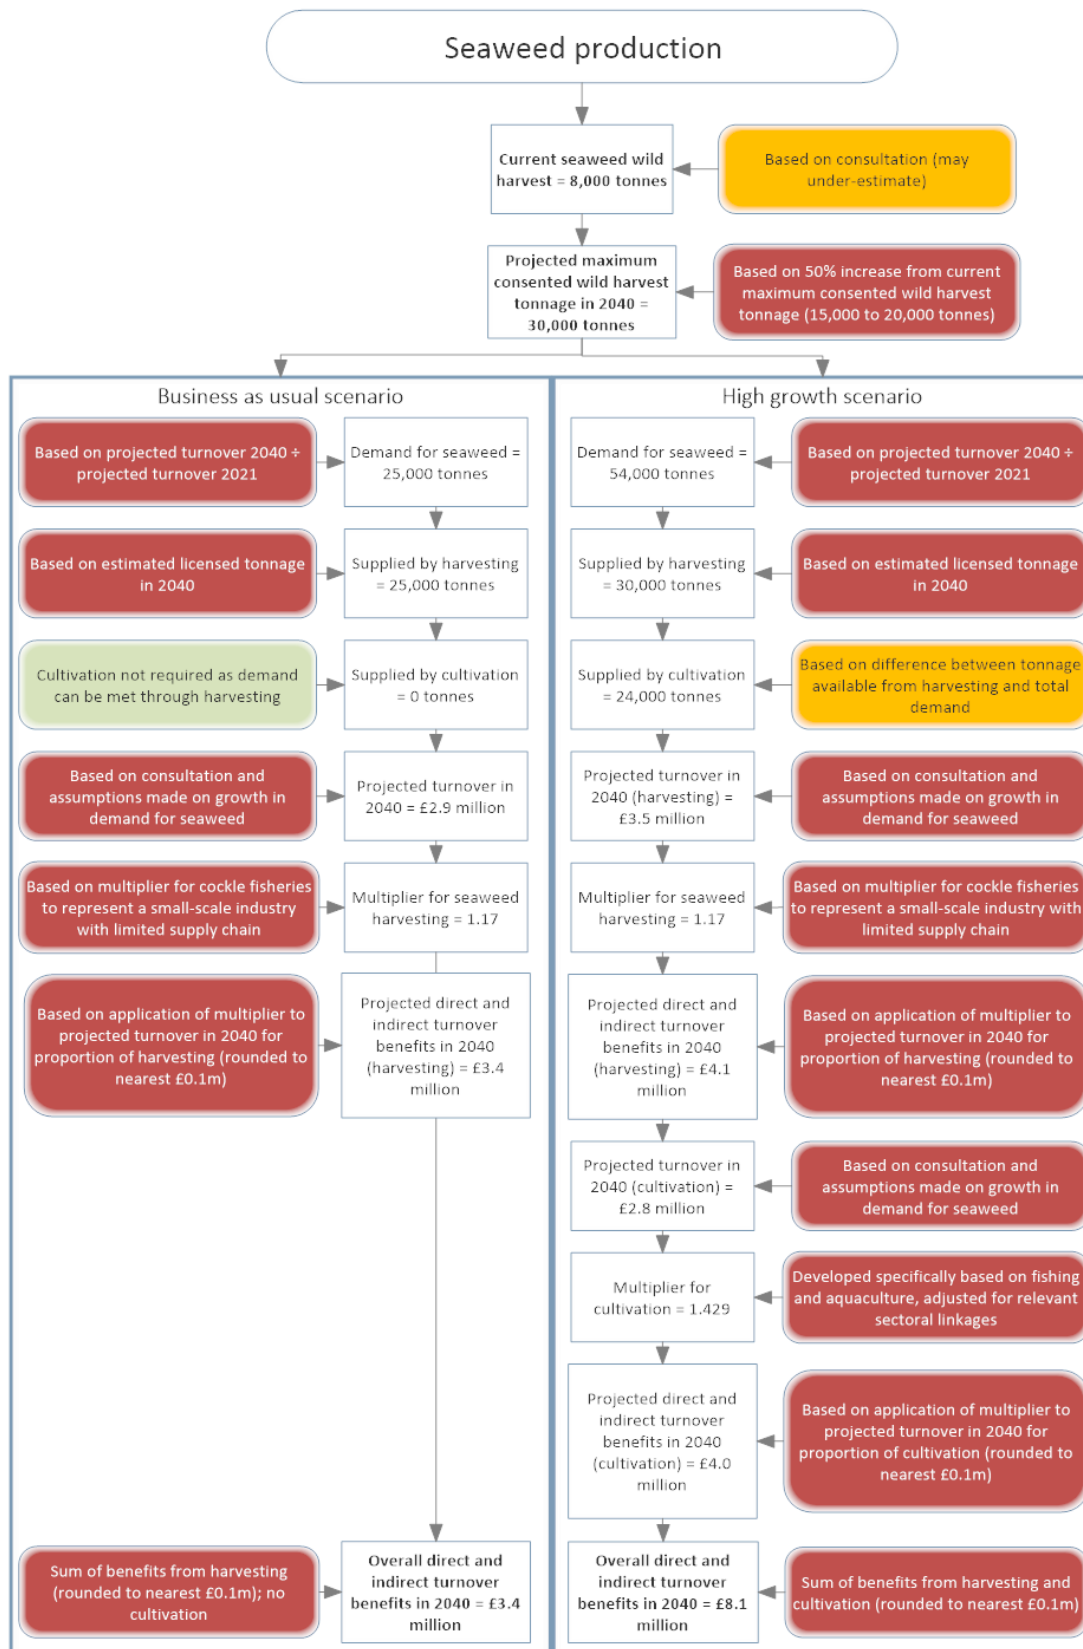 Seaweed production
Current seaweed wild
harvest = 8,000 tonnes
Based on consultation (may
under-estimate)
Projected maximum
consented wild harvest
tonnage in 2040 =
30,000 tonnes
Based on 50% increase from current
maximum consented wild harvest
tonnage (15,000 to 20,000 tonnes)
Business as usual scenario
Based on projected turnover 2040 ÷
projected turnover 2021
Demand for seaweed =
25,000 tonnes
Based on estimated licensed tonnage
in 2040
Supplied by harvesting
= 25,000 tonnes
Cultivation not required as demand
can be met through harvesting
Supplied by cultivation
= 0 tonnes
Based on consultation and
assumptions made on growth in
demand for seaweed
Projected turnover in
2040 = £2.9 million
Based on multiplier for cockle fisheries
to represent a small-scale industry
with limited supply chain
Multiplier for seaweed
harvesting = 1.17
Based on application of multiplier to
projected turnover in 2040 for
proportion of harvesting (rounded to
nearest £0.1m)
Projected direct and
indirect turnover
benefits in 2040
(harvesting) = £3.4
million
Sum of benefits from harvesting
(rounded to nearest £0.1m); no
cultivation
Overall direct and
indirect turnover
benefits in 2040 = £3.4
million
High growth scenario
Demand for seaweed =
54,000 tonnes
Based on projected turnover 2040 ÷
projected turnover 2021
Supplied by harvesting
= 30,000 tonnes
Based on estimated licensed tonnage
in 2040
Supplied by cultivation
= 24,000 tonnes
Based on difference between tonnage
available from harvesting and total
demand
Projected turnover in
2040 (harvesting) =
£3.5 million
Based on consultation and
assumptions made on growth in
demand for seaweed
Multiplier for seaweed
harvesting = 1.17
Based on multiplier for cockle fisheries
to represent a small-scale industry with
limited supply chain
Projected direct and
indirect turnover
benefits in 2040
(harvesting) = £4.1
million
Based on application of multiplier to
projected turnover in 2040 for
proportion of harvesting (rounded to
nearest £0.1m)
Projected turnover in
2040 (cultivation) =
£2.8 million
Based on consultation and
assumptions made on growth in
demand for seaweed
Multiplier for
cultivation = 1.429
Developed specifically based on fishing
and aquaculture, adjusted for relevant
sectoral linkages
Projected direct and
indirect turnover
benefits in 2040
(cultivation) = £4.0
million
Based on application of multiplier to
projected turnover in 2040 for
proportion of cultivation (rounded to
nearest £0.1m)
Overall direct and
indirect turnover
benefits in 2040 = £8.1
million
Sum of benefits from harvesting and
cultivation (rounded to nearest £0.1m)